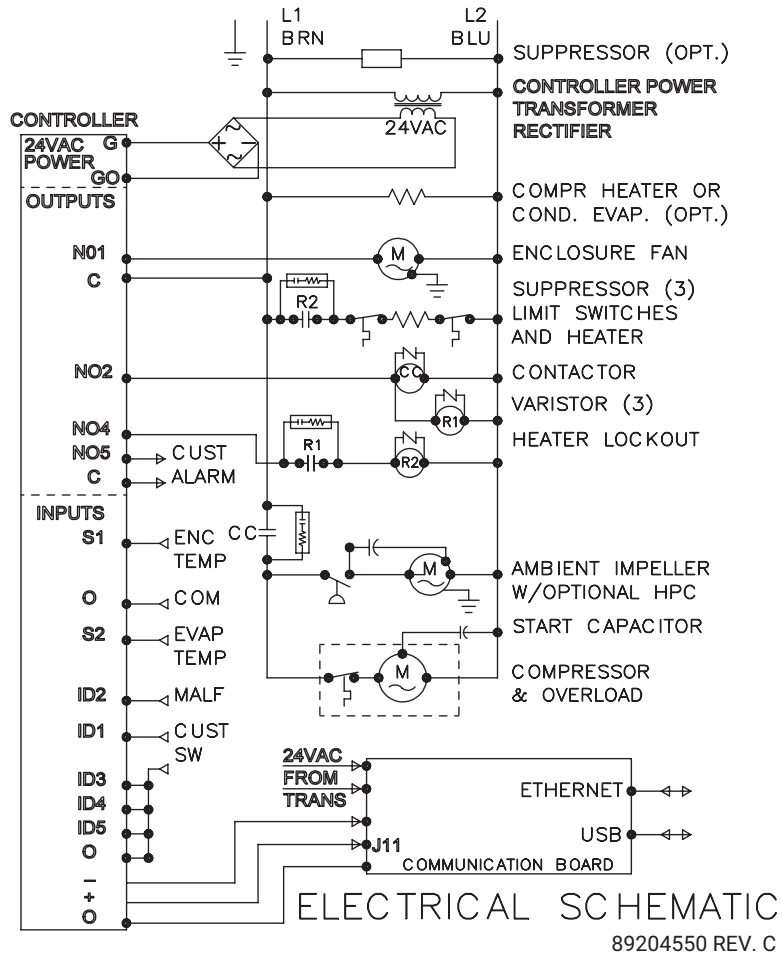 L1
BRN
L2
BLU
SUPPRESSOR (OPT.)
CONTROLLER POWER
TRANSFORMER
RECTIFIER
24VAC
CONTROLLER
24VAC
POWER
G
GO
OUTPUTS
COMPR HEATER OR
COND. EVAP. (OPT.)
N01
M
ENCLOSURE FAN
C
R2
SUPPRESSOR (3)
LIMIT SWITCHES
AND HEATER
NO2
CC
CONTACTOR
R1
VARISTOR (3)
NO4
R1
R2
HEATER LOCKOUT
NO5
C
CUST
ALARM
INPUTS
S1
ENC
TEMP
CC
O
COM
M
AMBIENT IMPELLER
W/OPTIONAL HPC
S2
EVAP
TEMP
START CAPACITOR
M
COMPRESSOR
& OVERLOAD
ID2
MALF
ID1
CUST
SW
ID3
ID4
ID5
O
–
+
O
24VAC
FROM
TRANS
J11
ETHERNET
USB
COMMUNICATION BOARD
ELECTRICAL SCHEMATIC
89204550 REV. C